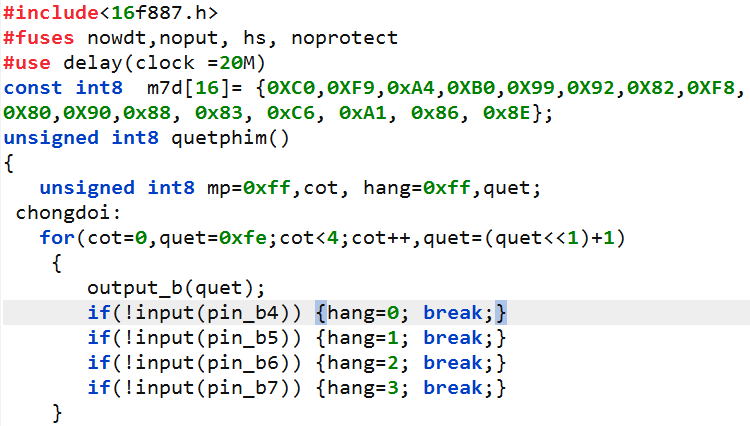 #include<16f887.h>
#fuses nowdt,noput, hs, noprotect
#use delay(clock =20M)
const int8  m7d[16]= {0XC0,0XF9,0xA4,0XB0,0X99,0X92,0X82,0XF8,
0X80,0X90,0x88, 0x83, 0xC6, 0xA1, 0x86, 0x8E};
unsigned int8 quetphim()
{
   unsigned int8 mp=0xff,cot, hang=0xff,quet;
 chongdoi:
   for(cot=0,quet=0xfe;cot<4;cot++,quet=(quet<<1)+1)
    {
       output_b(quet);
       if(!input(pin_b4)) {hang=0; break;}
       if(!input(pin_b5)) {hang=1; break;}
       if(!input(pin_b6)) {hang=2; break;}
       if(!input(pin_b7)) {hang=3; break;}
    }